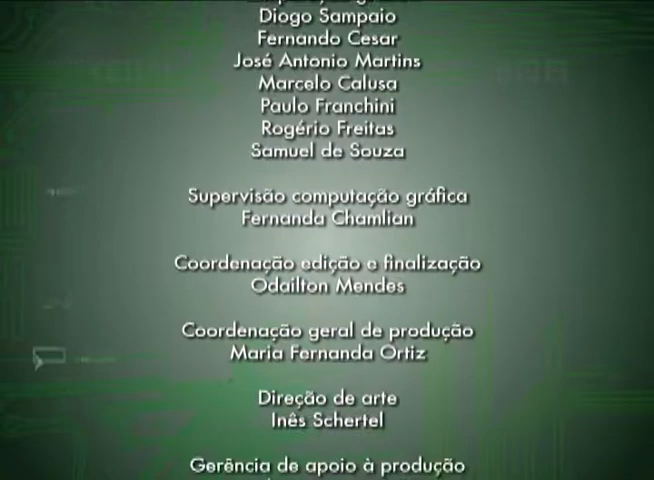 Diogo Sampaio
Fernando Cesar
José Antonio Martins
Marcelo Calusa
Paulo Franchini
Rogério Freitas
Samuel de Souza
Supervisão computação gráfica
Fernanda Chamlian
Coordenação edição e finalização
Odailton Mendes
Coordenação geral de produção
Maria Fernanda Ortiz
Direção de arte
Inês Schertel
Gerência de apoio à produção